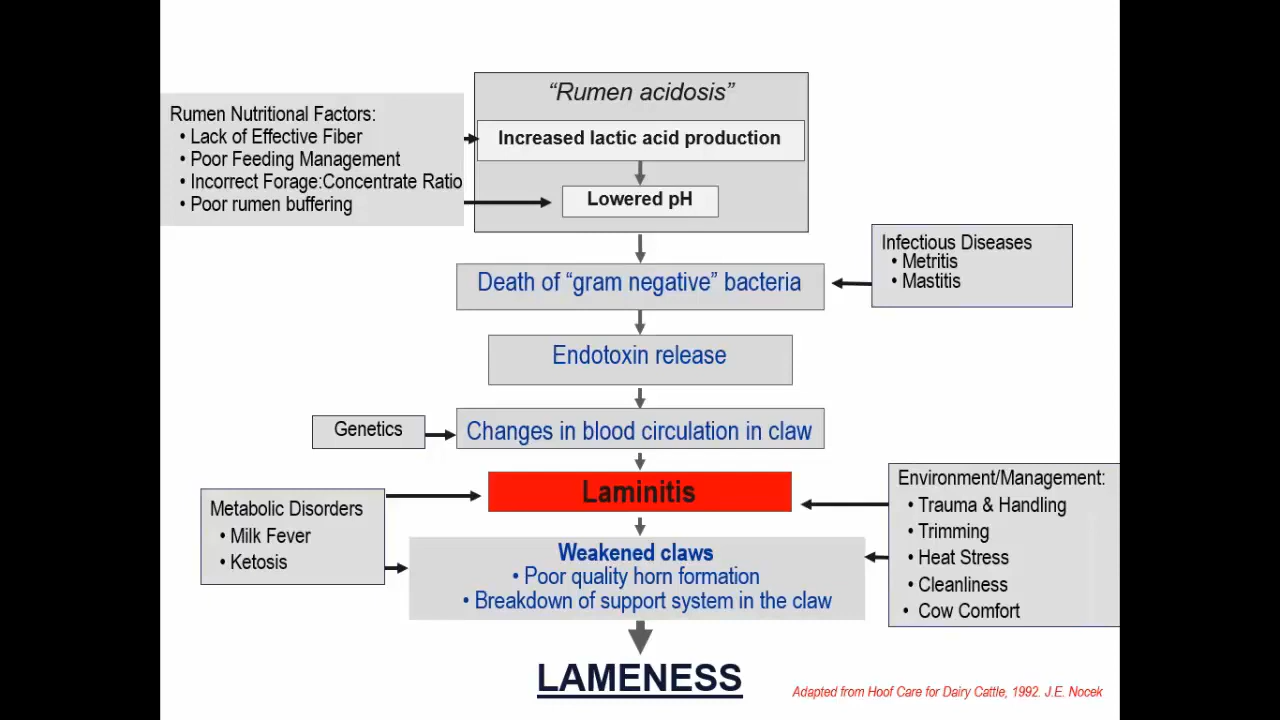 “Rumen acidosis”
Rumen Nutritional Factors:
• Lack of Effective Fiber
• Poor Feeding Management
• Incorrect Forage:Concentrate Ratio
• Poor rumen buffering
Increased lactic acid production
Lowered pH
Infectious Diseases
• Metritis
• Mastitis
Death of “gram negative” bacteria
Endotoxin release
Genetics
Changes in blood circulation in claw
Laminitis
Metabolic Disorders
• Milk Fever
• Ketosis
Environment/Management:
• Trauma & Handling
• Trimming
• Heat Stress
• Cleanliness
• Cow Comfort
Weakened claws
• Poor quality horn formation
• Breakdown of support system in the claw
LAMENESS
Adapted from Hoof Care for Dairy Cattle, 1992. J.E. Nocek